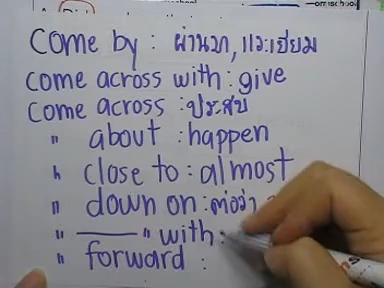 come by : ผ่านมา, แวะเยี่ยม
come across with : give
come across : ประสบ
" about : happen
" close to : almost
" down on : ต่อว่า
" " with :
" forward :